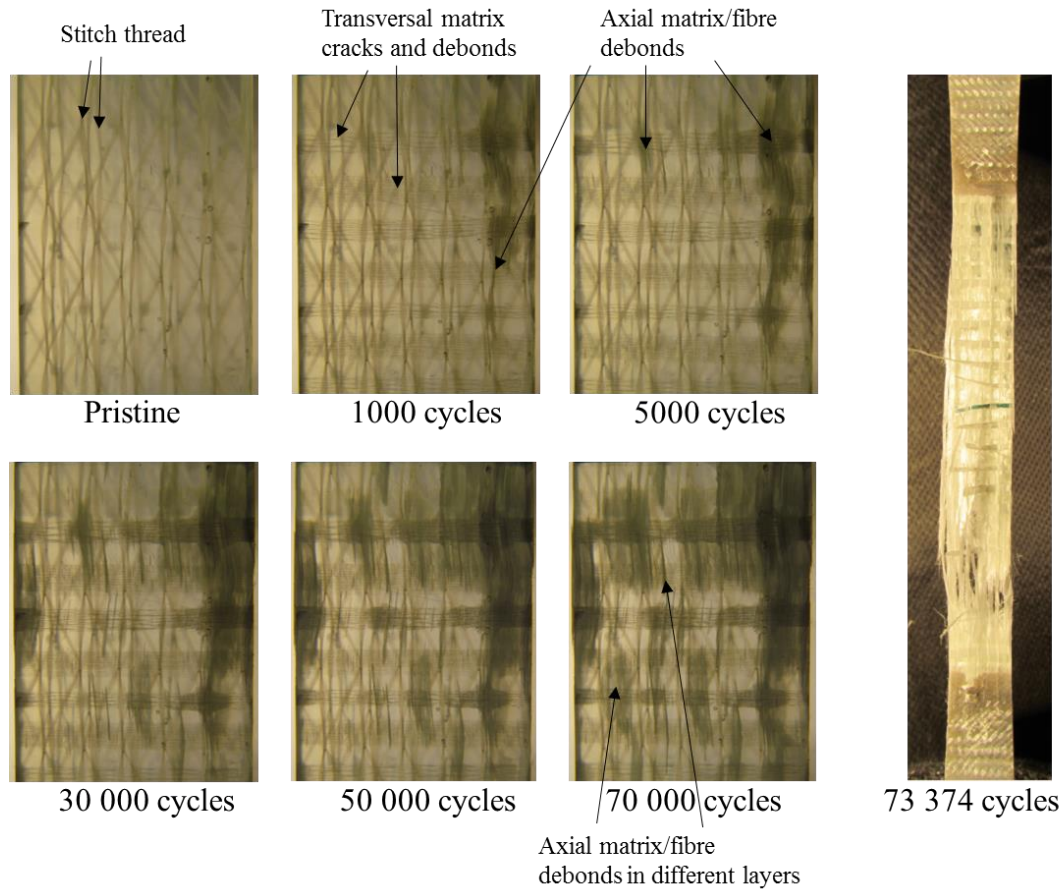 Stitch thread
Transversal matrix
cracks and debonds
Axial matrix/fibre
debonds
Pristine
1000 cycles
5000 cycles
30 000 cycles
50 000 cycles
70 000 cycles
73 374 cycles
Axial matrix/fibre
debonds in different layers